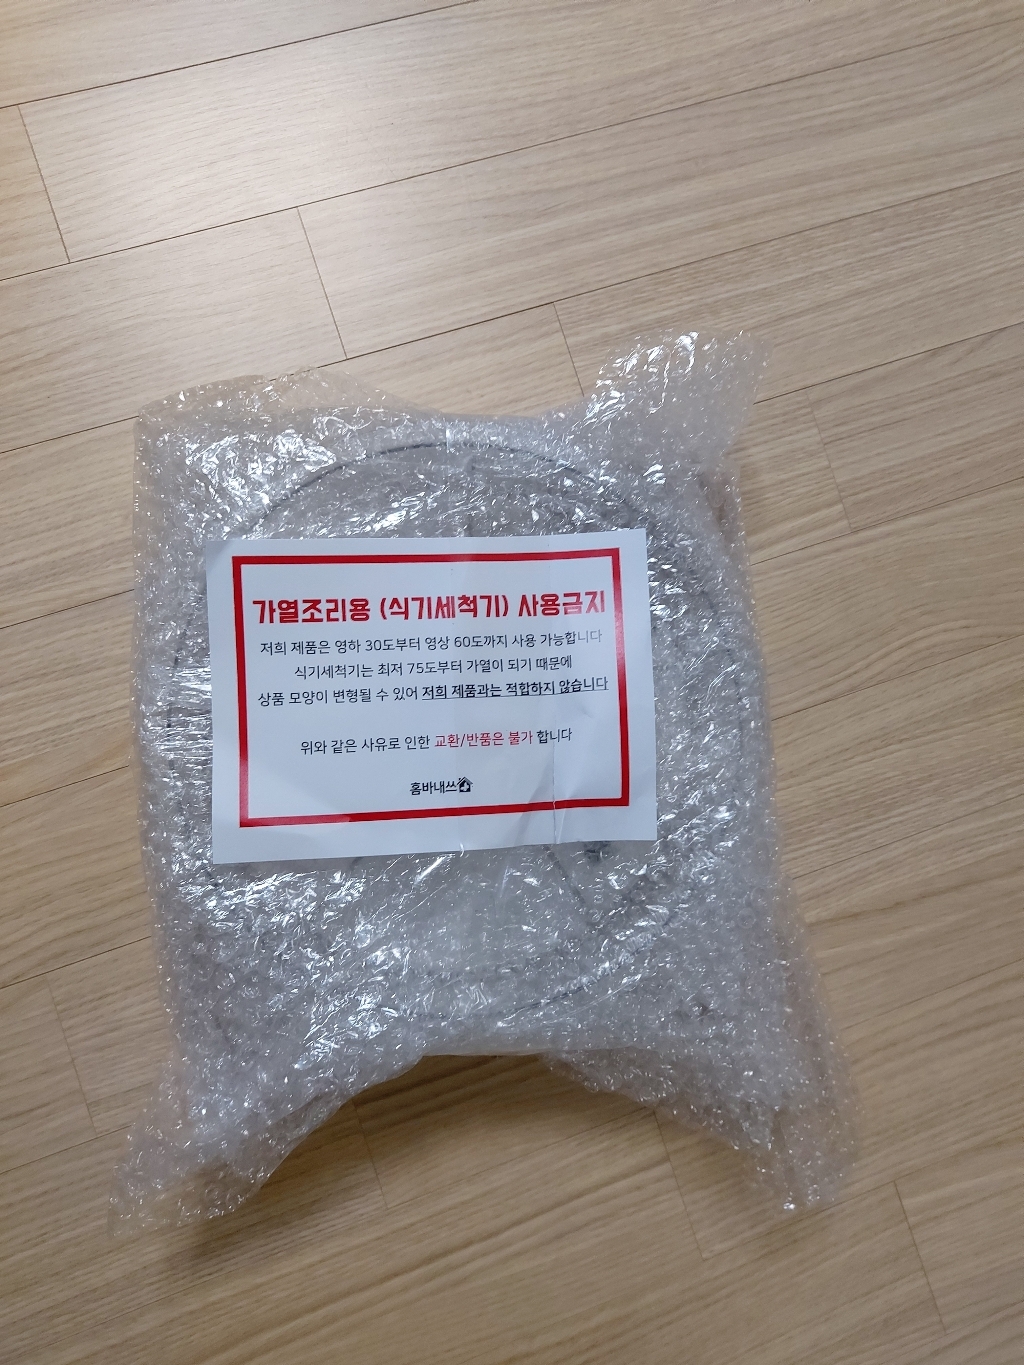 가열조리용 (식기세척기) 사용금지
저희 제품은 영하 30도부터 영상 60도까지 사용 가능합니다
식기세척기는 최저 75도부터 가열이 되기 때문에
상품 모양이 변형될 수 있어 저희 제품과는 적합하지 않습니다
위와 같은 사유로 인한 교환/반품은 불가 합니다
홈바내쓰